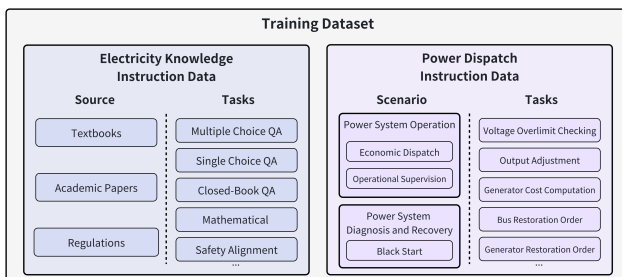 Training Dataset
Electricity Knowledge
Instruction Data
Source
Tasks
Textbooks
Academic Papers
Regulations
Multiple Choice QA
Single Choice QA
Closed-Book QA
Mathematical
Safety Alignment
...
Power Dispatch
Instruction Data
Scenario
Tasks
Power System Operation
Economic Dispatch
Operational Supervision
Power System
Diagnosis and Recovery
Black Start
Voltage Overlimit Checking
Output Adjustment
Generator Cost Computation
Bus Restoration Order
Generator Restoration Order
...